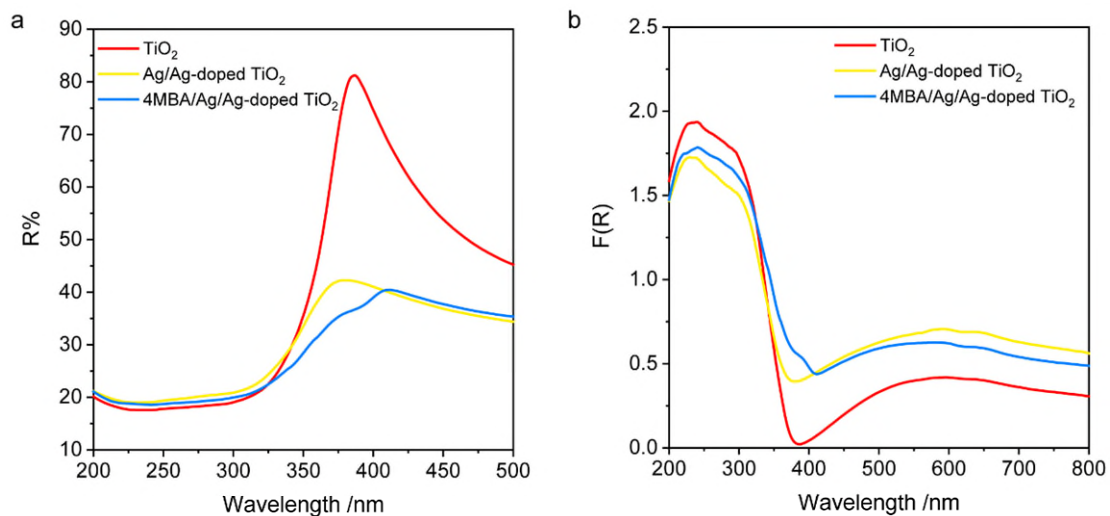 a
90
80
70
60
50
40
30
20
10
R%
TiO₂
Ag/Ag-doped TiO₂
4MBA/Ag/Ag-doped TiO₂
200 250 300 350 400 450 500
Wavelength /nm
b
2.5
2.0
1.5
1.0
0.5
0.0
F(R)
TiO₂
Ag/Ag-doped TiO₂
4MBA/Ag/Ag-doped TiO₂
200 300 400 500 600 700 800
Wavelength /nm